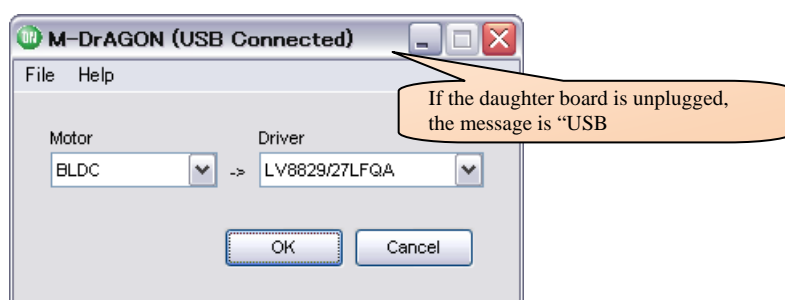 ON M-DrAGON (USB Connected)
File Help
If the daughter board is unplugged,
the message is “USB
Motor Driver
BLDC -> LV8829/27LFQA
OK Cancel